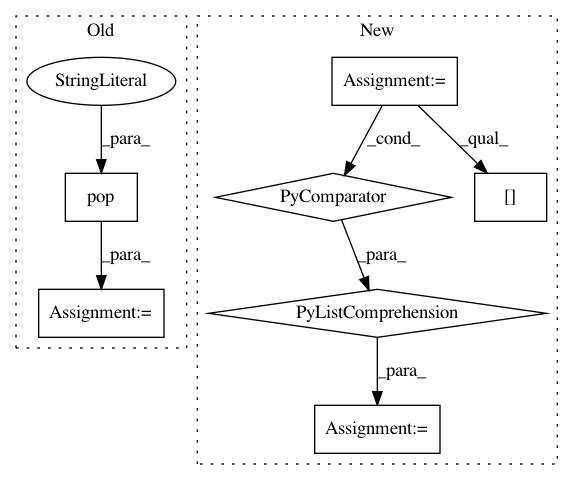 Old
New
StringLiteral
Assignment:=
_para_
_cond_
_qual_
pop
PyComparator
[]
_para_
_para_
Assignment:=
PyListComprehension
_para_
Assignment:=